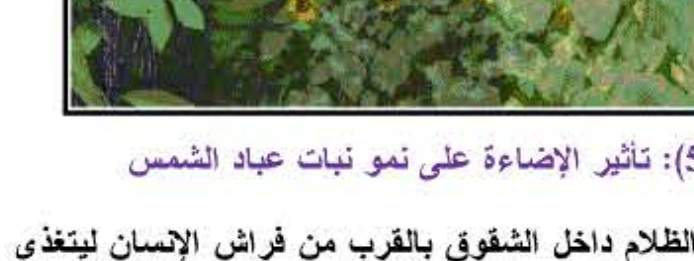 5): تأثير الإضاءة على نمو نبات عباد الشمس
الظلام داخل الشقوق بالقرب من فراش الإنسان ليتغذى